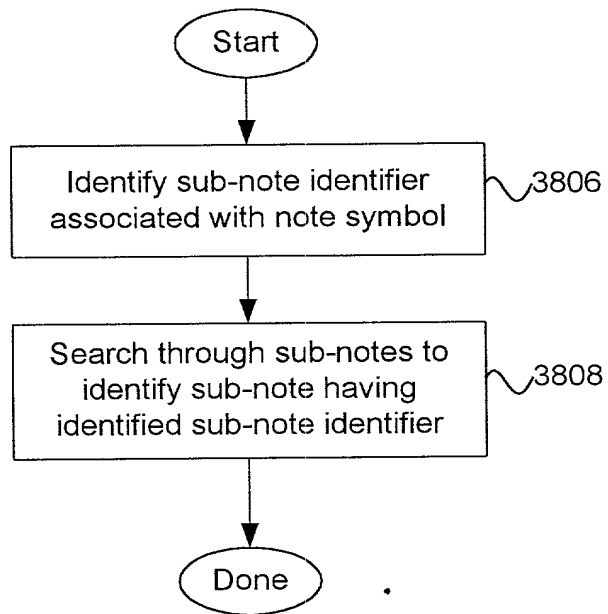 Start
Identify sub-note identifier
associated with note symbol
3806
Search through sub-notes to
identify sub-note having
identified sub-note identifier
3808
Done